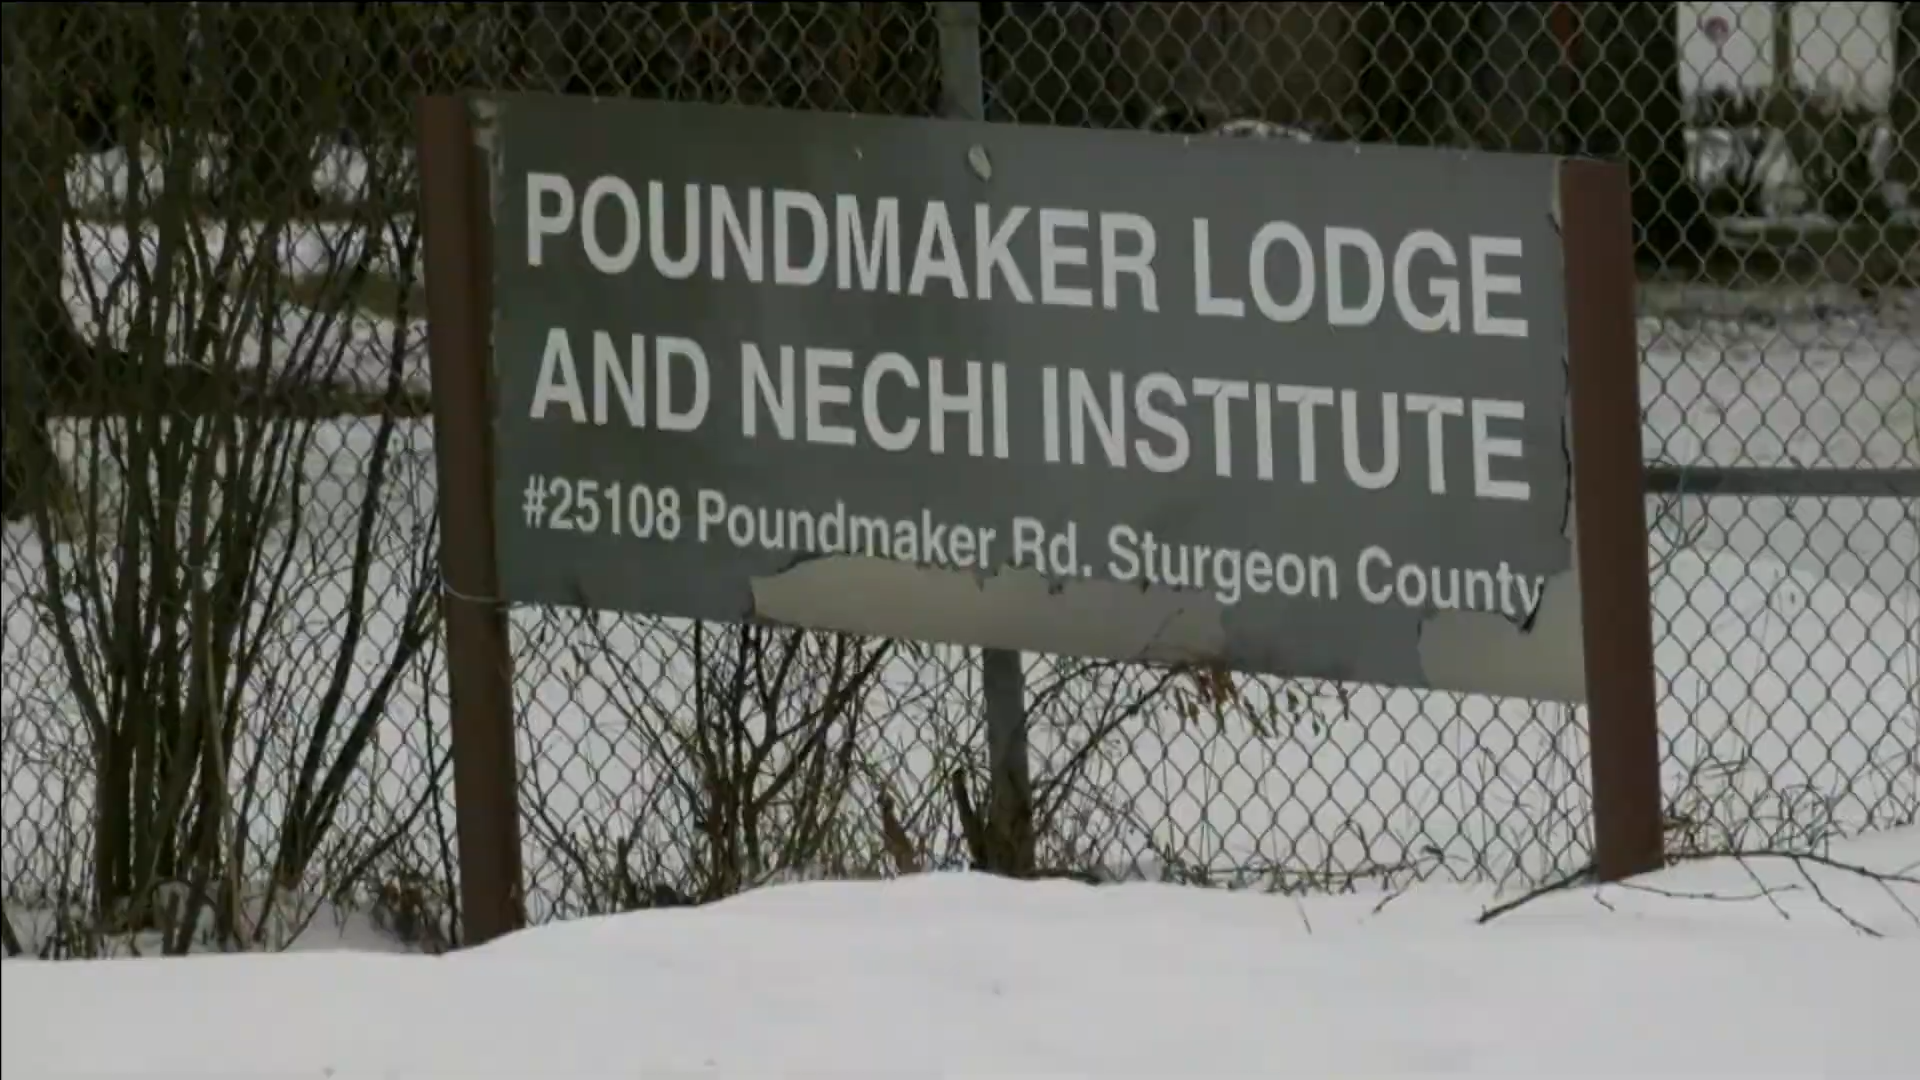 POUNDMAKER LODGE
AND NECHI INSTITUTE
#25108 Poundmaker Rd. Sturgeon County